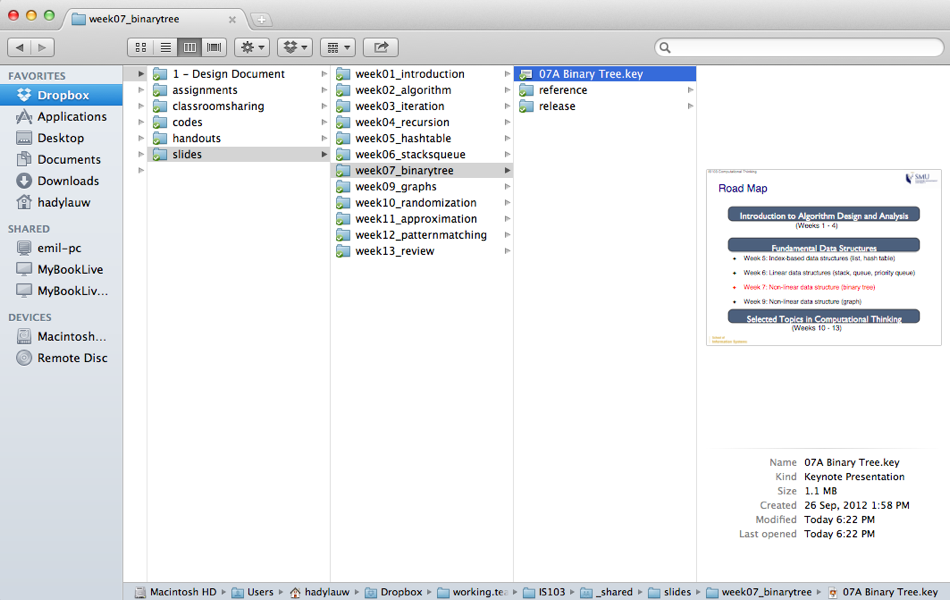 week07_binarytree
FAVORITES
Dropbox
Applications
Desktop
Documents
Downloads
hadylauw
SHARED
emil-pc
MyBookLive
MyBookLiv...
DEVICES
Macintosh...
Remote Disc
1 - Design Document
assignments
classroomsharing
codes
handouts
slides
week01_introduction
week02_algorithm
week03_iteration
week04_recursion
week05_hashtable
week06_stacksqueue
week07_binarytree
week09_graphs
week10_randomization
week11_approximation
week12_patternmatching
week13_review
07A Binary Tree.key
reference
release
IS103 Computational Thinking
SMU
Road Map
Introduction to Algorithm Design and Analysis
(Weeks 1 - 4)
Fundamental Data Structures
• Week 5: Index-based data structures (list, hash table)
• Week 6: Linear data structures (stack, queue, priority queue)
• Week 7: Non-linear data structure (binary tree)
• Week 9: Non-linear data structure (graph)
Selected Topics in Computational Thinking
(Weeks 10 - 13)
Information Systems
Name 07A Binary Tree.key
Kind Keynote Presentation
Size 1.1 MB
Created 26 Sep, 2012 1:58 PM
Modified Today 6:22 PM
Last opened Today 6:22 PM
Macintosh HD Users hadylauw Dropbox working.te IS103 _shared slides week07_binarytree 07A Binary Tree.key